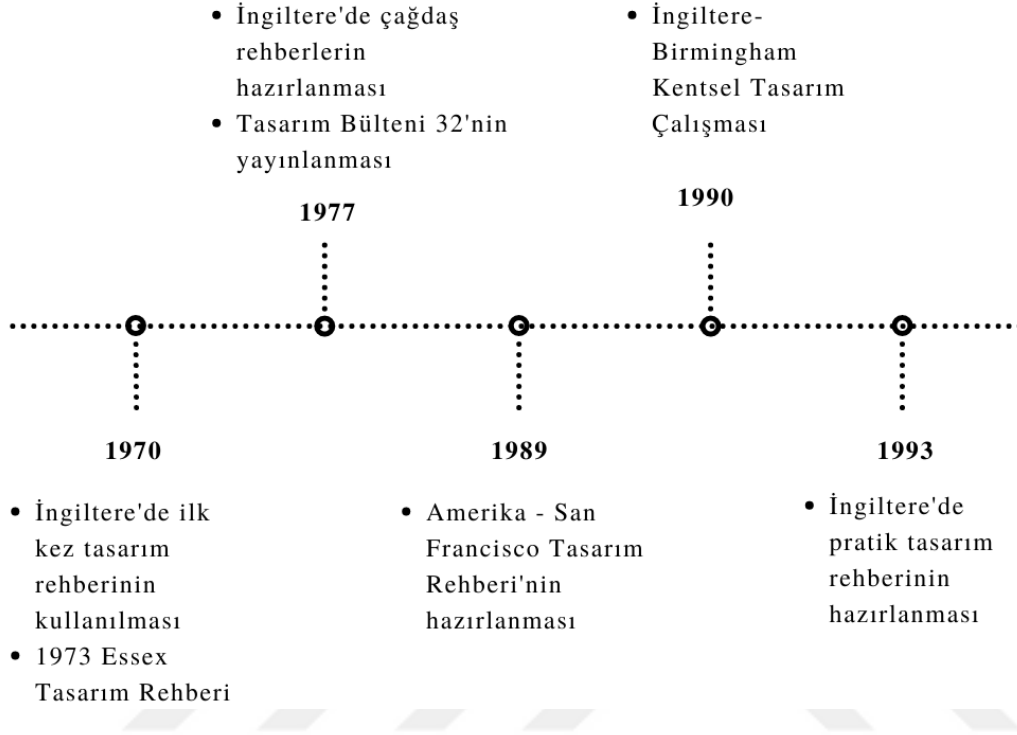 • İngiltere'de çağdaş
rehberlerin
hazırlanması
• Tasarım Bülteni 32'nin
yayınlanması
1977
• İngiltere-
Birmingham
Kentsel Tasarım
Çalışması
1990
1970
• İngiltere'de ilk
kez tasarım
rehberinin
kullanılması
• 1973 Essex
Tasarım Rehberi
1989
• Amerika - San
Francisco Tasarım
Rehberi'nin
hazırlanması
1993
• İngiltere'de
pratik tasarım
rehberinin
hazırlanması